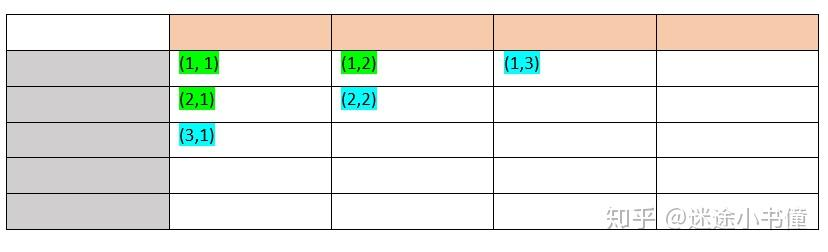 (1, 1) (1,2) (1,3)
(2,1) (2,2)
(3,1)
知乎 @迷途小书僮